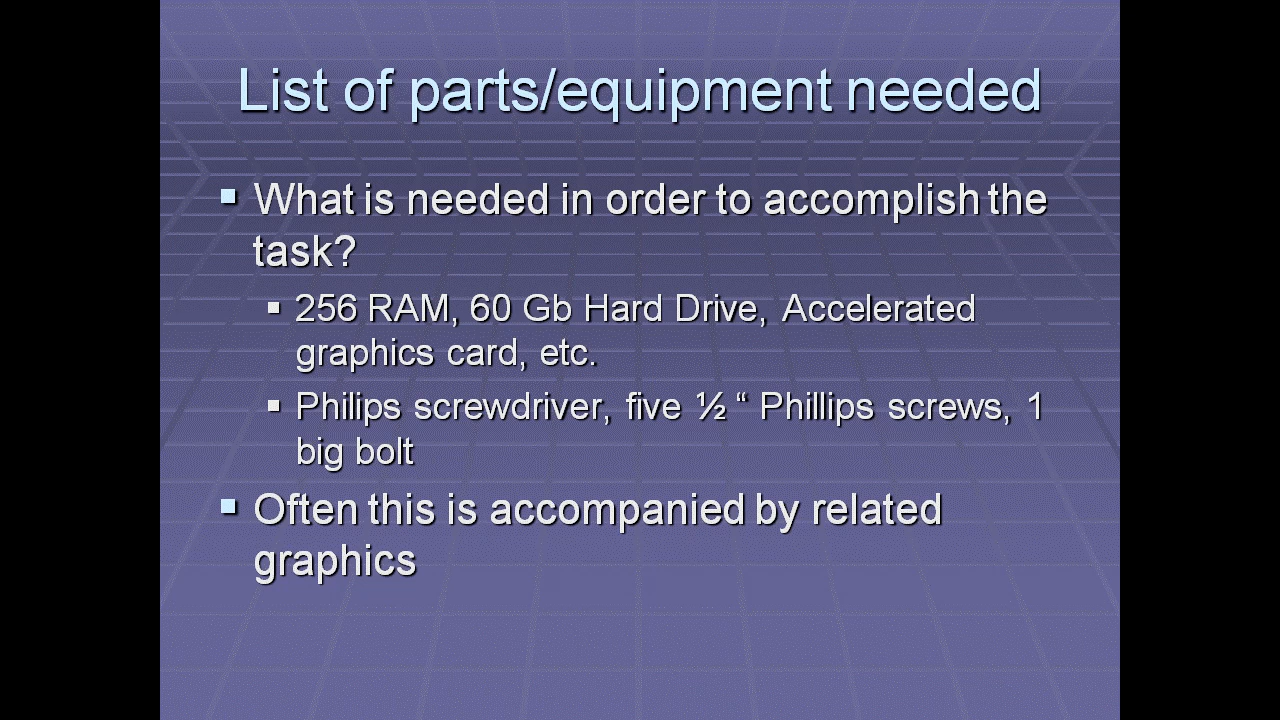 List of parts/equipment needed
What is needed in order to accomplish the
task?
256 RAM, 60 Gb Hard Drive, Accelerated
graphics card, etc.
Philips screwdriver, five ½ “ Phillips screws, 1
big bolt
Often this is accompanied by related
graphics